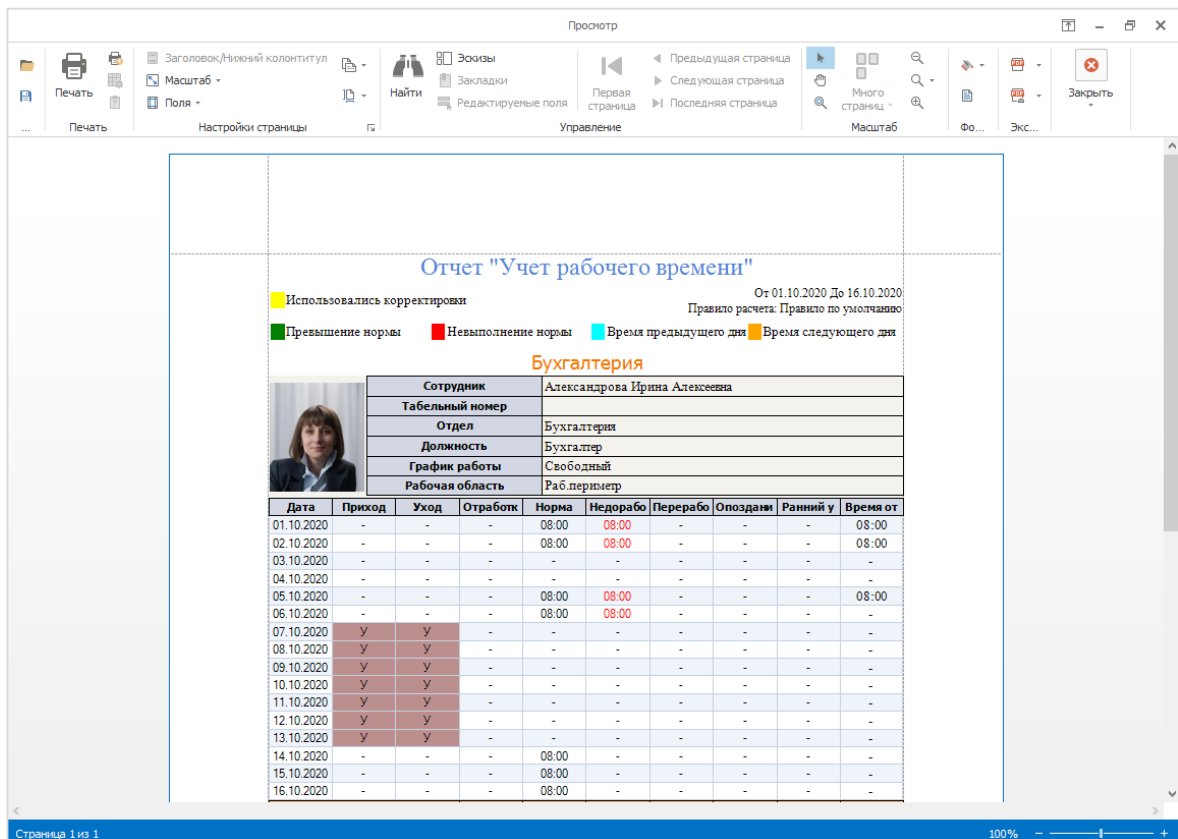 Просмотр
Печать
Заголовок/Нижний колонтитул
Масштаб
Поля
Найти
Эскизы
Закладки
Редактируемые поля
Первая страница
Предыдущая страница
Следующая страница
Последняя страница
Много страниц
Закрыть
...
Печать
Настройки страницы
Управление
Масштаб
Фо...
Экс...
Отчет "Учет рабочего времени"
Использовались корректировки
От 01.10.2020 До 16.10.2020
Правило расчета: Правило по умолчанию
Превышение нормы Невыполнение нормы Время предыдущего дня Время следующего дня
Бухгалтерия
Сотрудник Александрова Ирина Алексеевна
Табельный номер
Отдел Бухгалтерия
Должность Бухгалтер
График работы Свободный
Рабочая область Раб.периметр
Дата Приход Уход Отработк Норма Недорабо Перерабо Опоздани Ранний у Время от
01.10.2020 - - - 08:00 08:00 - - - 08:00
02.10.2020 - - - 08:00 08:00 - - - 08:00
03.10.2020 - - - - - - - - -
04.10.2020 - - - - - - - - -
05.10.2020 - - - 08:00 08:00 - - - 08:00
06.10.2020 - - - 08:00 08:00 - - - -
07.10.2020 У У - - - - - - -
08.10.2020 У У - - - - - - -
09.10.2020 У У - - - - - - -
10.10.2020 У У - - - - - - -
11.10.2020 У У - - - - - - -
12.10.2020 У У - - - - - - -
13.10.2020 У У - - - - - - -
14.10.2020 - - - 08:00 - - - - -
15.10.2020 - - - 08:00 - - - - -
16.10.2020 - - - 08:00 - - - - -
Страница 1 из 1
100%